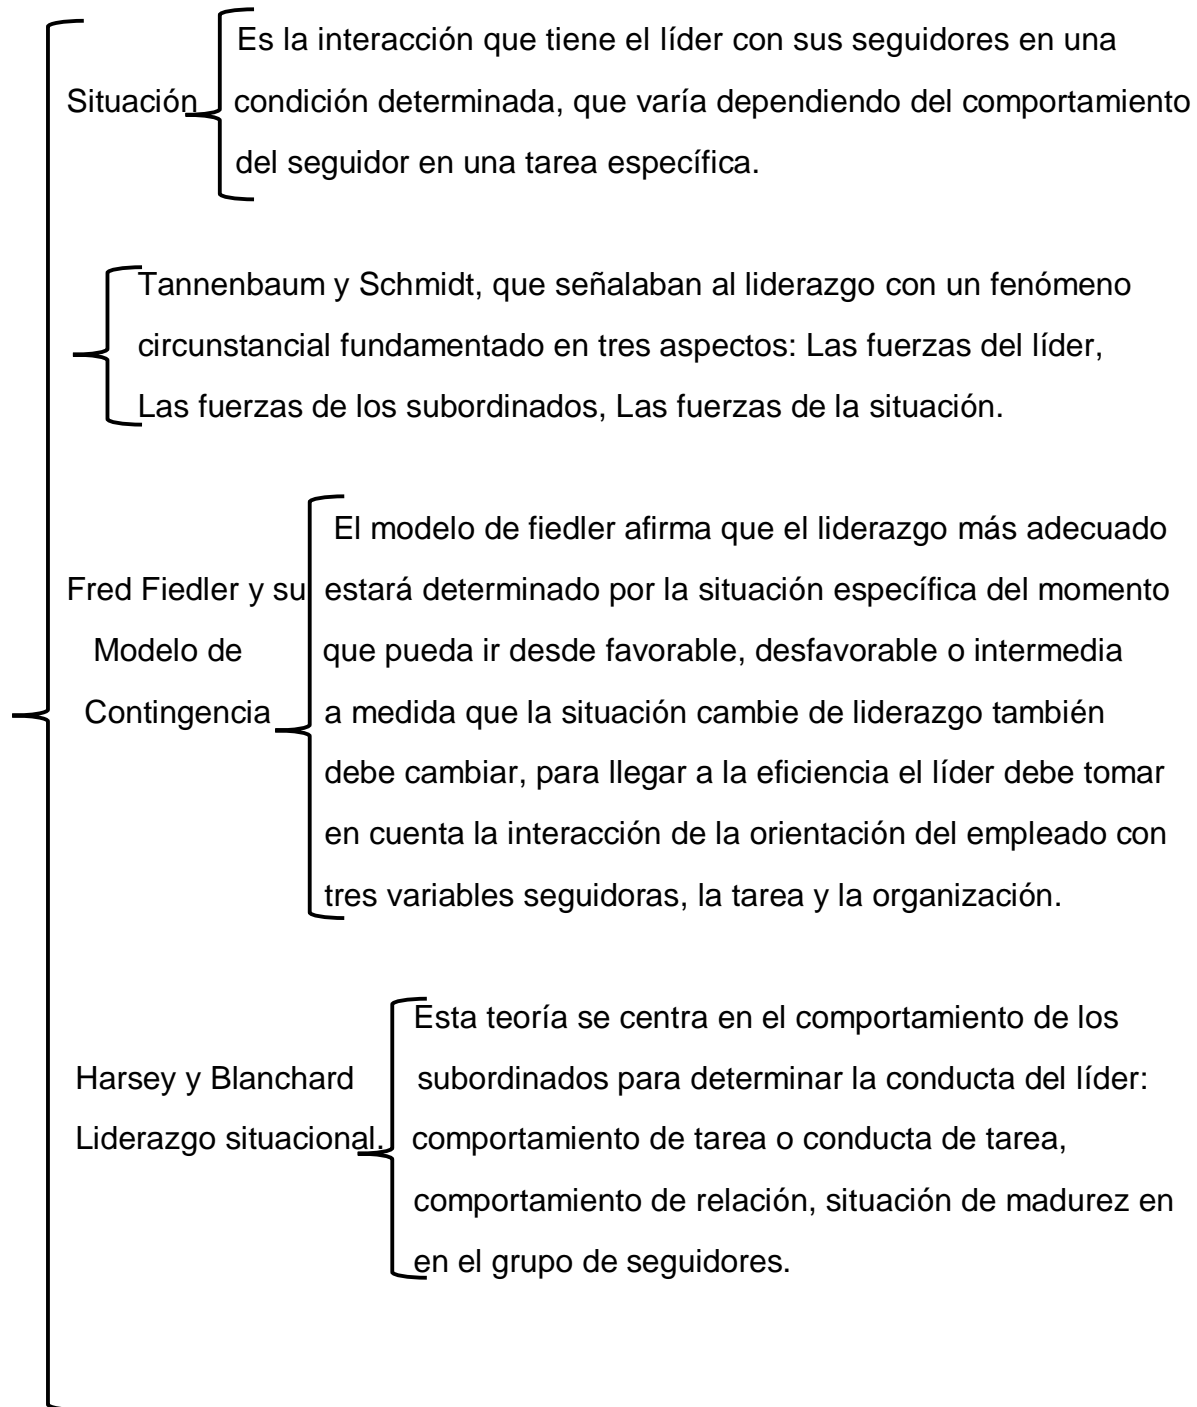 Es la interacción que tiene el líder con sus seguidores en una
Situación condición determinada, que varía dependiendo del comportamiento
del seguidor en una tarea específica.
Tannenbaum y Schmidt, que señalaban al liderazgo con un fenómeno
circunstancial fundamentado en tres aspectos: Las fuerzas del líder,
Las fuerzas de los subordinados, Las fuerzas de la situación.
El modelo de fiedler afirma que el liderazgo más adecuado
Fred Fiedler y su estará determinado por la situación específica del momento
Modelo de que pueda ir desde favorable, desfavorable o intermedia
Contingencia a medida que la situación cambie de liderazgo también
debe cambiar, para llegar a la eficiencia el líder debe tomar
en cuenta la interacción de la orientación del empleado con
tres variables seguidoras, la tarea y la organización.
Esta teoría se centra en el comportamiento de los
Harsey y Blanchard subordinados para determinar la conducta del líder:
Liderazgo situacional. comportamiento de tarea o conducta de tarea,
comportamiento de relación, situación de madurez en
en el grupo de seguidores.